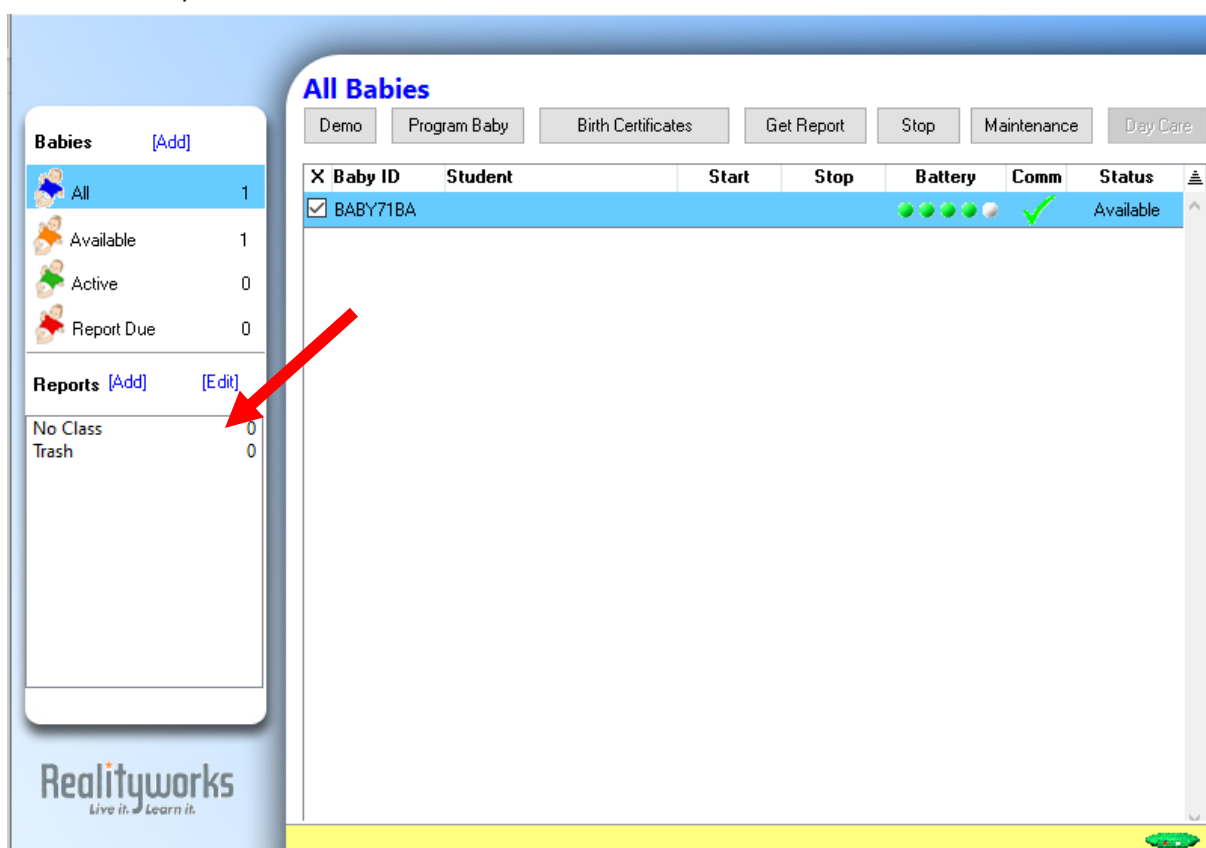 All Babies
Demo Program Baby Birth Certificates Get Report Stop Maintenance Day Care
Babies [Add]
All 1
Available 1
Active 0
Report Due 0
Reports [Add] [Edit]
No Class 0
Trash 0
X Baby ID Student Start Stop Battery Comm Status
BABY71BA Available
Realityworks
Live it. Learn it.